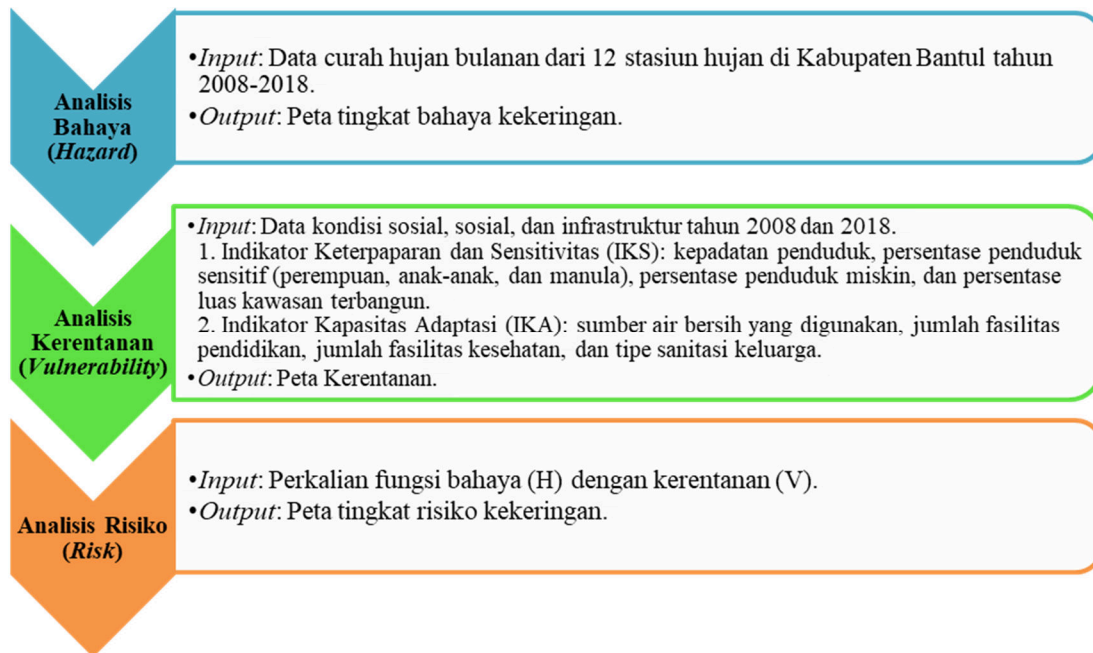 Analisis
Bahaya
(Hazard)
•Input: Data curah hujan bulanan dari 12 stasiun hujan di Kabupaten Bantul tahun
2008-2018.
•Output: Peta tingkat bahaya kekeringan.
Analisis
Kerentanan
(Vulnerability)
•Input: Data kondisi sosial, sosial, dan infrastruktur tahun 2008 dan 2018.
1. Indikator Keterpaparan dan Sensitivitas (IKS): kepadatan penduduk, persentase penduduk
sensitif (perempuan, anak-anak, dan manula), persentase penduduk miskin, dan persentase
luas kawasan terbangun.
2. Indikator Kapasitas Adaptasi (IKA): sumber air bersih yang digunakan, jumlah fasilitas
pendidikan, jumlah fasilitas kesehatan, dan tipe sanitasi keluarga.
•Output: Peta Kerentanan.
Analisis Risiko
(Risk)
•Input: Perkalian fungsi bahaya (H) dengan kerentanan (V).
•Output: Peta tingkat risiko kekeringan.